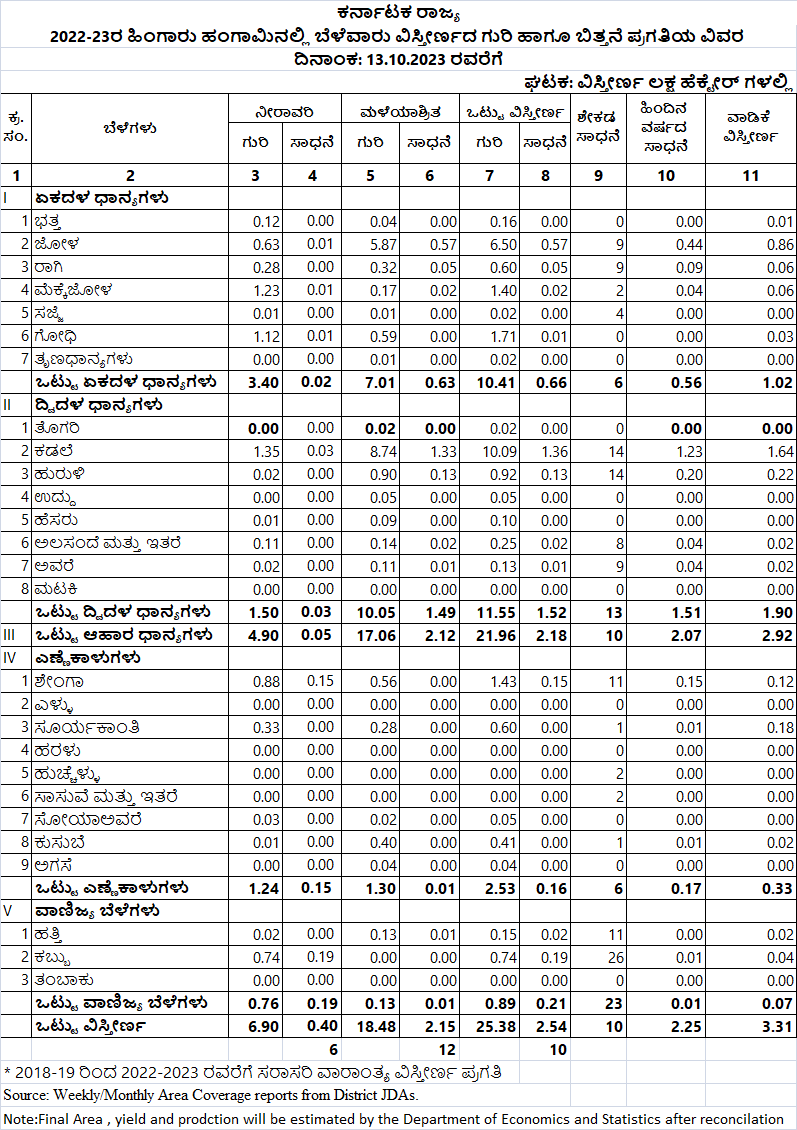 ಕರ್ನಾಟಕ ರಾಜ್ಯ
2022-23ರ ಹಿಂಗಾರು ಹಂಗಾಮಿನಲ್ಲಿ ಬೆಳೆವಾರು ವಿಸ್ತೀರ್ಣದ ಗುರಿ ಹಾಗೂ ಬಿತ್ತನೆ ಪ್ರಗತಿಯ ವಿವರ
ದಿನಾಂಕ: 13.10.2023 ರವರೆಗೆ
ಘಟಕ: ವಿಸ್ತೀರ್ಣ ಲಕ್ಷ ಹೆಕ್ಟೇರ್ ಗಳಲ್ಲಿ
ಕ್ರ. ಸಂ. ಬೆಳೆಗಳು ನೀರಾವರಿ ಮಳೆಯಾಶ್ರಿತ ಒಟ್ಟು ವಿಸ್ತೀರ್ಣ ಶೇಕಡ ಸಾಧನೆ ಹಿಂದಿನ ವರ್ಷದ ಸಾಧನೆ ವಾಡಿಕೆ ವಿಸ್ತೀರ್ಣ
ಗುರಿ ಸಾಧನೆ ಗುರಿ ಸಾಧನೆ ಗುರಿ ಸಾಧನೆ
1 2 3 4 5 6 7 8 9 10 11
I ಏಕದಳ ಧಾನ್ಯಗಳು
1 ಭತ್ತ 0.12 0.00 0.04 0.00 0.16 0.00 0 0.00 0.01
2 ಜೋಳ 0.63 0.01 5.87 0.57 6.50 0.57 9 0.44 0.86
3 ರಾಗಿ 0.28 0.00 0.32 0.05 0.60 0.05 9 0.09 0.06
4 ಮೆಕ್ಕೆಜೋಳ 1.23 0.01 0.17 0.02 1.40 0.02 2 0.04 0.06
5 ಸಜ್ಜೆ 0.01 0.00 0.01 0.00 0.02 0.00 4 0.00 0.00
6 ಗೋಧಿ 1.12 0.01 0.59 0.00 1.71 0.01 0 0.00 0.03
7 ತೃಣಧಾನ್ಯಗಳು 0.00 0.00 0.01 0.00 0.02 0.00 0 0.00 0.00
ಒಟ್ಟು ಏಕದಳ ಧಾನ್ಯಗಳು 3.40 0.02 7.01 0.63 10.41 0.66 6 0.56 1.02
II ದ್ವಿದಳ ಧಾನ್ಯಗಳು
1 ತೊಗರಿ 0.00 0.00 0.02 0.00 0.02 0.00 0 0.00 0.00
2 ಕಡಲೆ 1.35 0.03 8.74 1.33 10.09 1.36 14 1.23 1.64
3 ಹುರುಳಿ 0.02 0.00 0.90 0.13 0.92 0.13 14 0.20 0.22
4 ಉದ್ದು 0.00 0.00 0.05 0.00 0.05 0.00 0 0.00 0.00
5 ಹೆಸರು 0.01 0.00 0.09 0.00 0.10 0.00 0 0.00 0.00
6 ಅಲಸಂದೆ ಮತ್ತು ಇತರೆ 0.11 0.00 0.14 0.02 0.25 0.02 8 0.04 0.02
7 ಅವರೆ 0.02 0.00 0.11 0.01 0.13 0.01 9 0.04 0.02
8 ಮಟಕಿ 0.00 0.00 0.00 0.00 0.00 0.00 0 0.00 0.00
ಒಟ್ಟು ದ್ವಿದಳ ಧಾನ್ಯಗಳು 1.50 0.03 10.05 1.49 11.55 1.52 13 1.51 1.90
III ಒಟ್ಟು ಆಹಾರ ಧಾನ್ಯಗಳು 4.90 0.05 17.06 2.12 21.96 2.18 10 2.07 2.92
IV ಎಣ್ಣೆಕಾಳುಗಳು
1 ಶೇಂಗಾ 0.88 0.15 0.56 0.00 1.43 0.15 11 0.15 0.12
2 ಎಳ್ಳು 0.00 0.00 0.00 0.00 0.00 0.00 0 0.00 0.00
3 ಸೂರ್ಯಕಾಂತಿ 0.33 0.00 0.28 0.00 0.60 0.00 1 0.01 0.18
4 ಹರಳು 0.00 0.00 0.00 0.00 0.00 0.00 0 0.00 0.00
5 ಹುಚ್ಚೆಳ್ಳು 0.00 0.00 0.00 0.00 0.00 0.00 2 0.00 0.00
6 ಸಾಸುವೆ ಮತ್ತು ಇತರೆ 0.00 0.00 0.00 0.00 0.00 0.00 2 0.00 0.00
7 ಸೋಯಾಅವರೆ 0.03 0.00 0.02 0.00 0.05 0.00 0 0.00 0.00
8 ಕುಸುಬೆ 0.01 0.00 0.40 0.00 0.41 0.00 1 0.01 0.02
9 ಅಗಸೆ 0.00 0.00 0.04 0.00 0.04 0.00 0 0.00 0.00
ಒಟ್ಟು ಎಣ್ಣೆಕಾಳುಗಳು 1.24 0.15 1.30 0.01 2.53 0.16 6 0.17 0.33
V ವಾಣಿಜ್ಯ ಬೆಳೆಗಳು
1 ಹತ್ತಿ 0.02 0.00 0.13 0.01 0.15 0.02 11 0.00 0.02
2 ಕಬ್ಬು 0.74 0.19 0.00 0.00 0.74 0.19 26 0.01 0.04
3 ತಂಬಾಕು 0.00 0.00 0.00 0.00 0.00 0.00 0 0.00 0.00
ಒಟ್ಟು ವಾಣಿಜ್ಯ ಬೆಳೆಗಳು 0.76 0.19 0.13 0.01 0.89 0.21 23 0.01 0.07
ಒಟ್ಟು ವಿಸ್ತೀರ್ಣ 6.90 0.40 18.48 2.15 25.38 2.54 10 2.25 3.31
6 12 10
* 2018-19 ರಿಂದ 2022-2023 ರವರೆಗೆ ಸರಾಸರಿ ವಾರಾಂತ್ಯ ವಿಸ್ತೀರ್ಣ ಪ್ರಗತಿ
Source: Weekly/Monthly Area Coverage reports from District JDAs.
Note:Final Area , yield and prodction will be estimated by the Department of Economics and Statistics after reconcilation